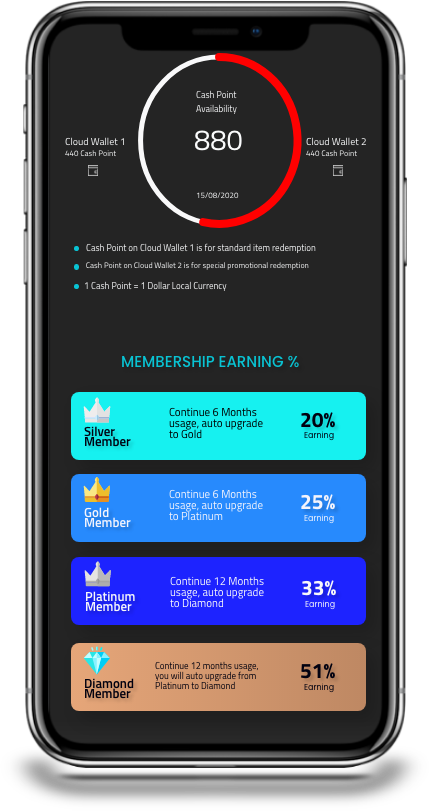 Cash Point
Availability
880
15/08/2020
Cloud Wallet 1
440 Cash Point
Cloud Wallet 2
440 Cash Point
Cash Point on Cloud Wallet 1 is for standard item redemption
Cash Point on Cloud Wallet 2 is for special promotional redemption
1 Cash Point = 1 Dollar Local Currency
MEMBERSHIP EARNING %
Silver
Member
Continue 6 Months
usage, auto upgrade
to Gold
20%
Earning
Gold
Member
Continue 6 Months
usage, auto upgrade
to Platinum
25%
Earning
Platinum
Member
Continue 12 Months
usage, auto upgrade
to Diamond
33%
Earning
Diamond
Member
Continue 12 months usage,
you will auto upgrade from
Platinum to Diamond
51%
Earning